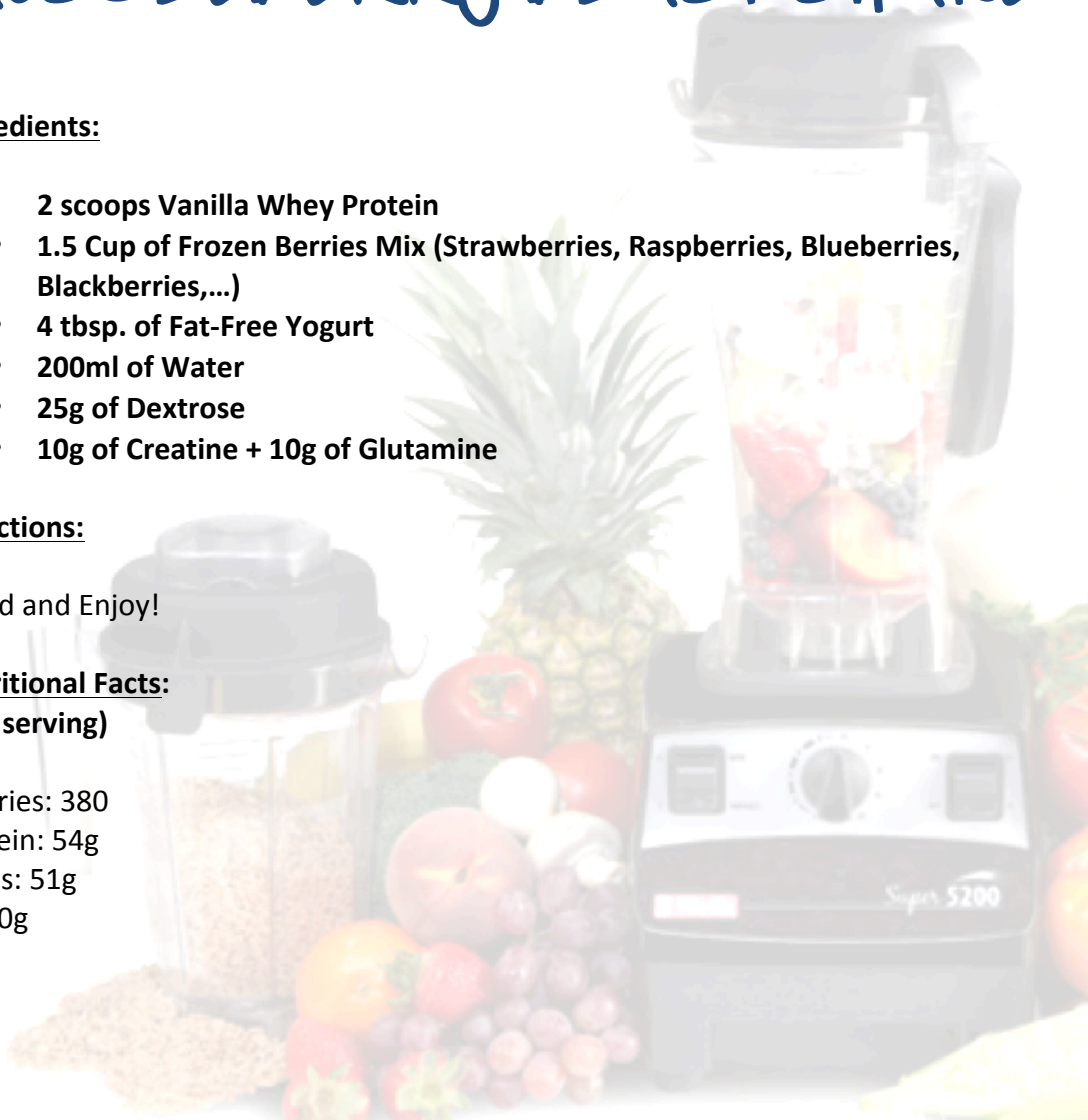 edients:
2 scoops Vanilla Whey Protein
• 1.5 Cup of Frozen Berries Mix (Strawberries, Raspberries, Blueberries,
Blackberries,...)
• 4 tbsp. of Fat-Free Yogurt
• 200ml of Water
• 25g of Dextrose
• 10g of Creatine + 10g of Glutamine
ctions:
d and Enjoy!
ritional Facts:
serving)
ries: 380
ein: 54g
s: 51g
0g
Super 5200